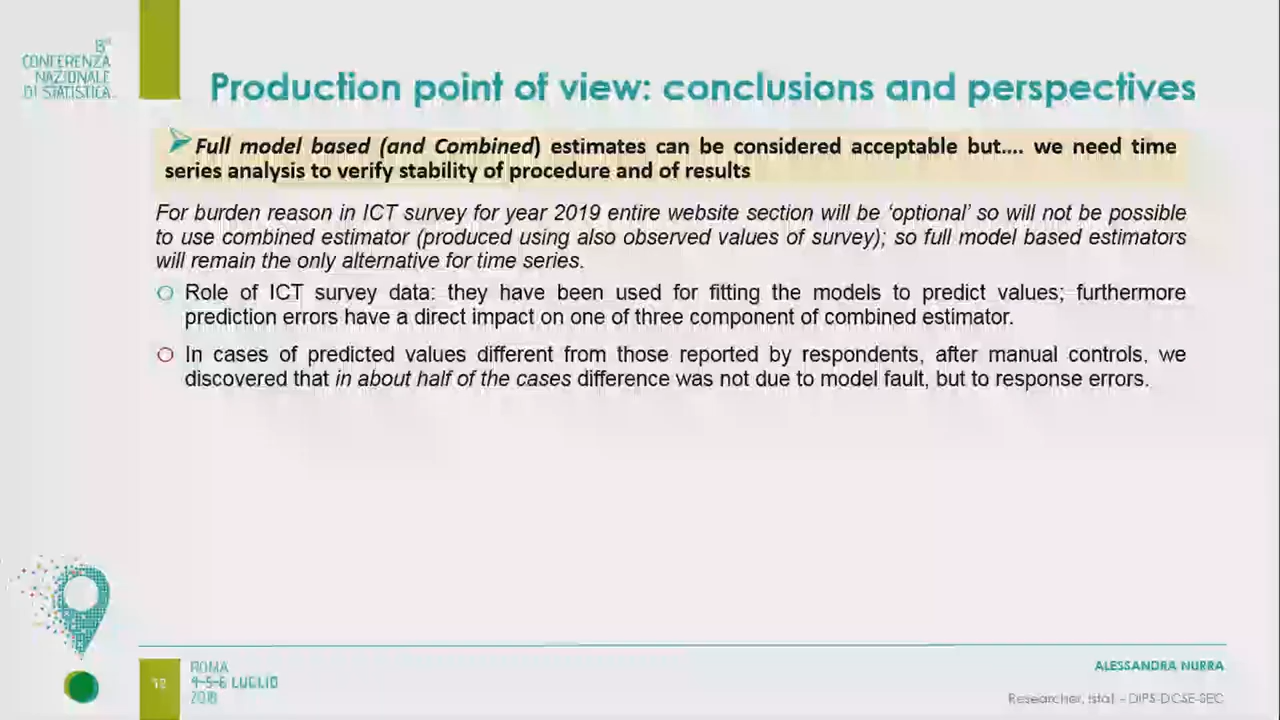 13ª
CONFERENZA
NAZIONALE
DI STATISTICA
Production point of view: conclusions and perspectives
Full model based (and Combined) estimates can be considered acceptable but.... we need time
series analysis to verify stability of procedure and of results
For burden reason in ICT survey for year 2019 entire website section will be ‘optional’ so will not be possible
to use combined estimator (produced using also observed values of survey); so full model based estimators
will remain the only alternative for time series.
Role of ICT survey data: they have been used for fitting the models to predict values; furthermore
prediction errors have a direct impact on one of three component of combined estimator.
In cases of predicted values different from those reported by respondents, after manual controls, we
discovered that in about half of the cases difference was not due to model fault, but to response errors.
ROMA
4-5-6 LUGLIO
2018
ALESSANDRA NURRA
Researcher, Istat - DIPS-DCSE-SEC